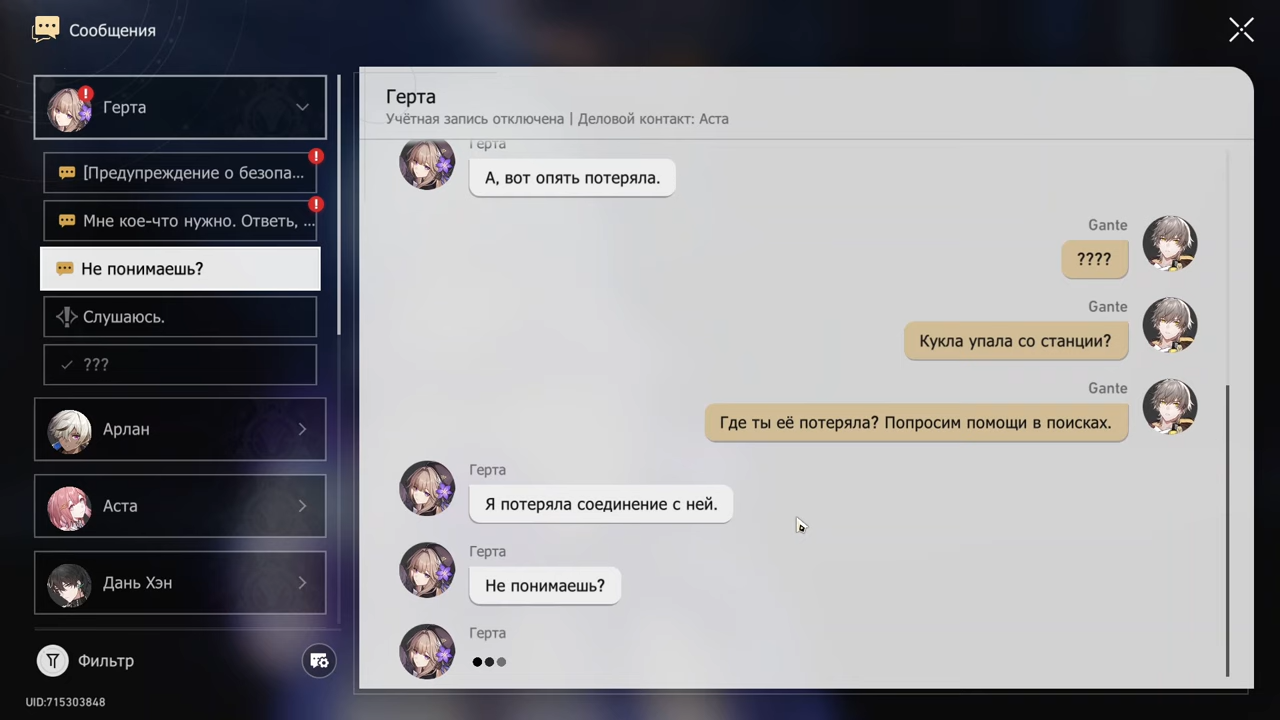 Сообщения
Герта
[Предупреждение о безопа...
Мне кое-что нужно. Ответь, ...
Не понимаешь?
Слушаюсь.
???
Арлан
Аста
Дань Хэн
Фильтр
UID:715303848
Герта
Учётная запись отключена | Деловой контакт: Аста
Герта
А, вот опять потеряла.
Gante
????
Gante
Кукла упала со станции?
Gante
Где ты её потеряла? Попросим помощи в поисках.
Герта
Я потеряла соединение с ней.
Герта
Не понимаешь?
Герта